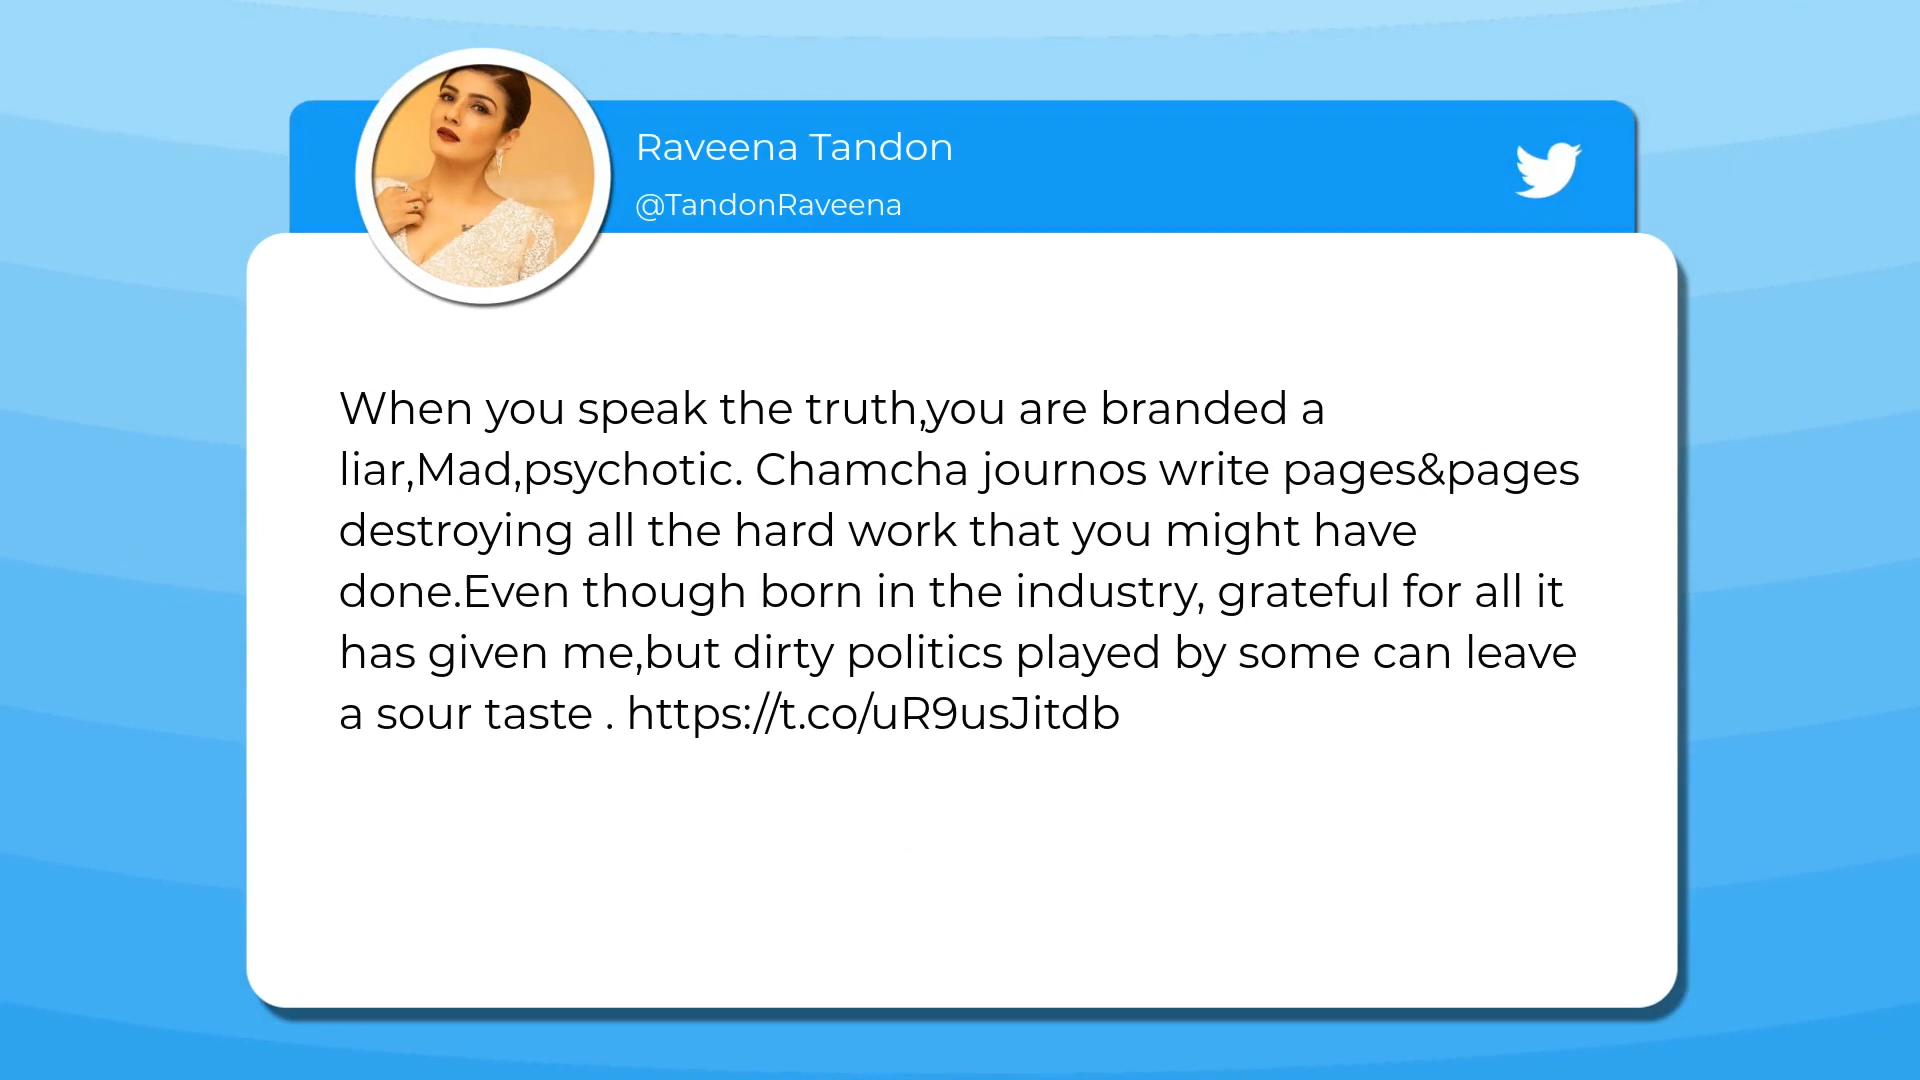 Raveena Tandon
@TandonRaveena
When you speak the truth,you are branded a
liar,Mad,psychotic. Chamcha journos write pages&pages
destroying all the hard work that you might have
done.Even though born in the industry, grateful for all it
has given me,but dirty politics played by some can leave
a sour taste . https://t.co/uR9usJitdb